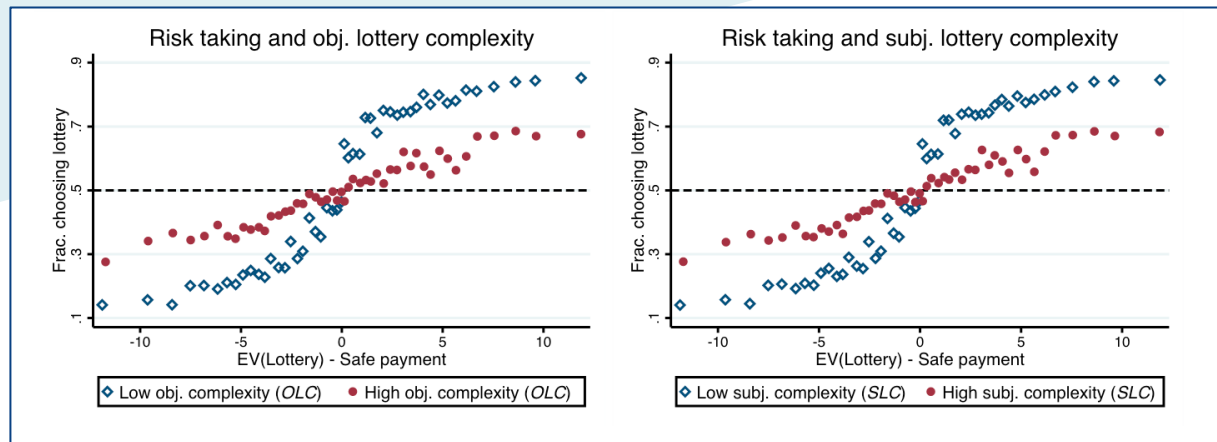 Risk taking and obj. lottery complexity
Frac. choosing lottery
.9
.7
.5
.3
.1
-10 -5 0 5 10
EV(Lottery) - Safe payment
Low obj. complexity (OLC) High obj. complexity (OLC)
Risk taking and subj. lottery complexity
Frac. choosing lottery
.9
.7
.5
.3
.1
-10 -5 0 5 10
EV(Lottery) - Safe payment
Low subj. complexity (SLC) High subj. complexity (SLC)